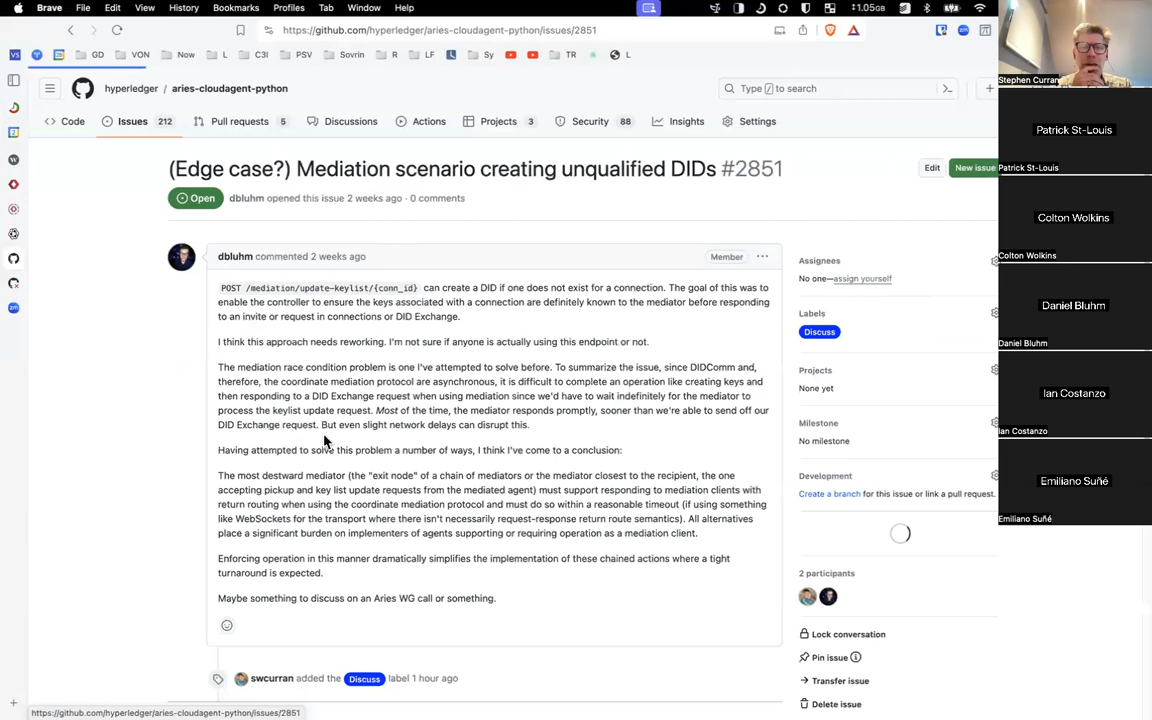 Brave File Edit View History Bookmarks Profiles Tab Window Help
1.05GB
https://github.com/hyperledger/aries-cloudagent-python/issues/2851
GD VON Now L C3I PSV Sovrin R LF Sy TR L
hyperledger / aries-cloudagent-python
Type / to search
Code Issues 212 Pull requests 5 Discussions Actions Projects 3 Security 88 Insights Settings
(Edge case?) Mediation scenario creating unqualified DIDs #2851
Edit New issue
Open dbluhm opened this issue 2 weeks ago · 0 comments
dbluhm commented 2 weeks ago Member
POST /mediation/update-keylist/{conn_id} can create a DID if one does not exist for a connection. The goal of this was to
enable the controller to ensure the keys associated with a connection are definitely known to the mediator before responding
to an invite or request in connections or DID Exchange.
I think this approach needs reworking. I'm not sure if anyone is actually using this endpoint or not.
The mediation race condition problem is one I've attempted to solve before. To summarize the issue, since DIDComm and,
therefore, the coordinate mediation protocol are asynchronous, it is difficult to complete an operation like creating keys and
then responding to a DID Exchange request when using mediation since we'd have to wait indefinitely for the mediator to
process the keylist update request. Most of the time, the mediator responds promptly, sooner than we're able to send off our
DID Exchange request. But even slight network delays can disrupt this.
Having attempted to solve this problem a number of ways, I think I've come to a conclusion:
The most destward mediator (the "exit node" of a chain of mediators or the mediator closest to the recipient, the one
accepting pickup and key list update requests from the mediated agent) must support responding to mediation clients with
return routing when using the coordinate mediation protocol and must do so within a reasonable timeout (if using something
like WebSockets for the transport where there isn't necessarily request-response return route semantics). All alternatives
place a significant burden on implementers of agents supporting or requiring operation as a mediation client.
Enforcing operation in this manner dramatically simplifies the implementation of these chained actions where a tight
turnaround is expected.
Maybe something to discuss on an Aries WG call or something.
swcurran added the Discuss label 1 hour ago
Assignees
No one—assign yourself
Labels
Discuss
Projects
None yet
Milestone
No milestone
Development
Create a branch for this issue or link a pull request.
2 participants
Lock conversation
Pin issue
Transfer issue
Delete issue
https://github.com/hyperledger/aries-cloudagent-python/issues/2851
Stephen Curran
Patrick St-Louis
Patrick St-Louis
Colton Wolkins
Colton Wolkins
Daniel Bluhm
Daniel Bluhm
Ian Costanzo
Ian Costanzo
Emiliano Suñé
Emiliano Suñé